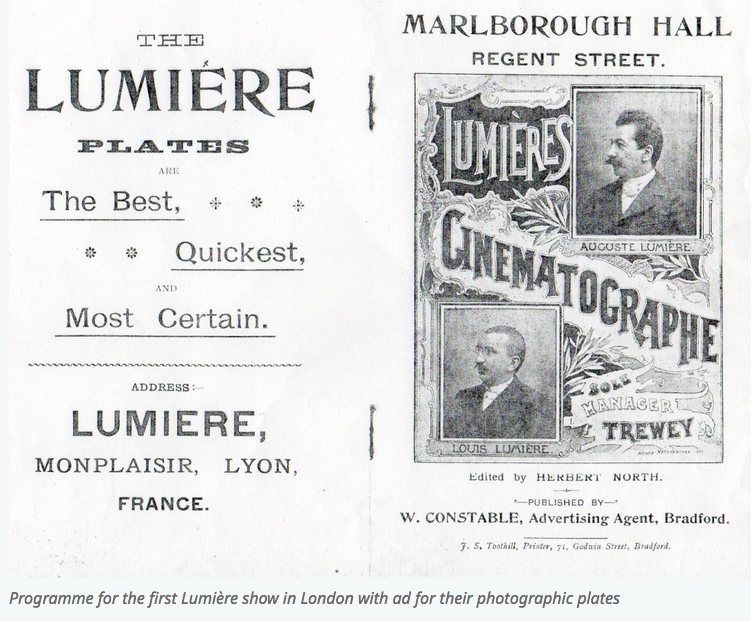 THE
LUMIÉRE
PLATES
ARE
The Best,
Quickest,
AND
Most Certain.
ADDRESS:—
LUMIERE,
MONPLAISIR, LYON,
FRANCE.
MARLBOROUGH HALL
REGENT STREET.
LUMIÈRES
AUGUSTE LUMIÈRE.
CINEMATOGRAPHE
LOUIS LUMIÈRE.
SOLE
MANAGER
TREWEY
Edited by HERBERT NORTH.
—PUBLISHED BY—
W. CONSTABLE, Advertising Agent, Bradford.
J. S. Toothill, Printer, 71, Godwin Street, Bradford.
Programme for the first Lumière show in London with ad for their photographic plates